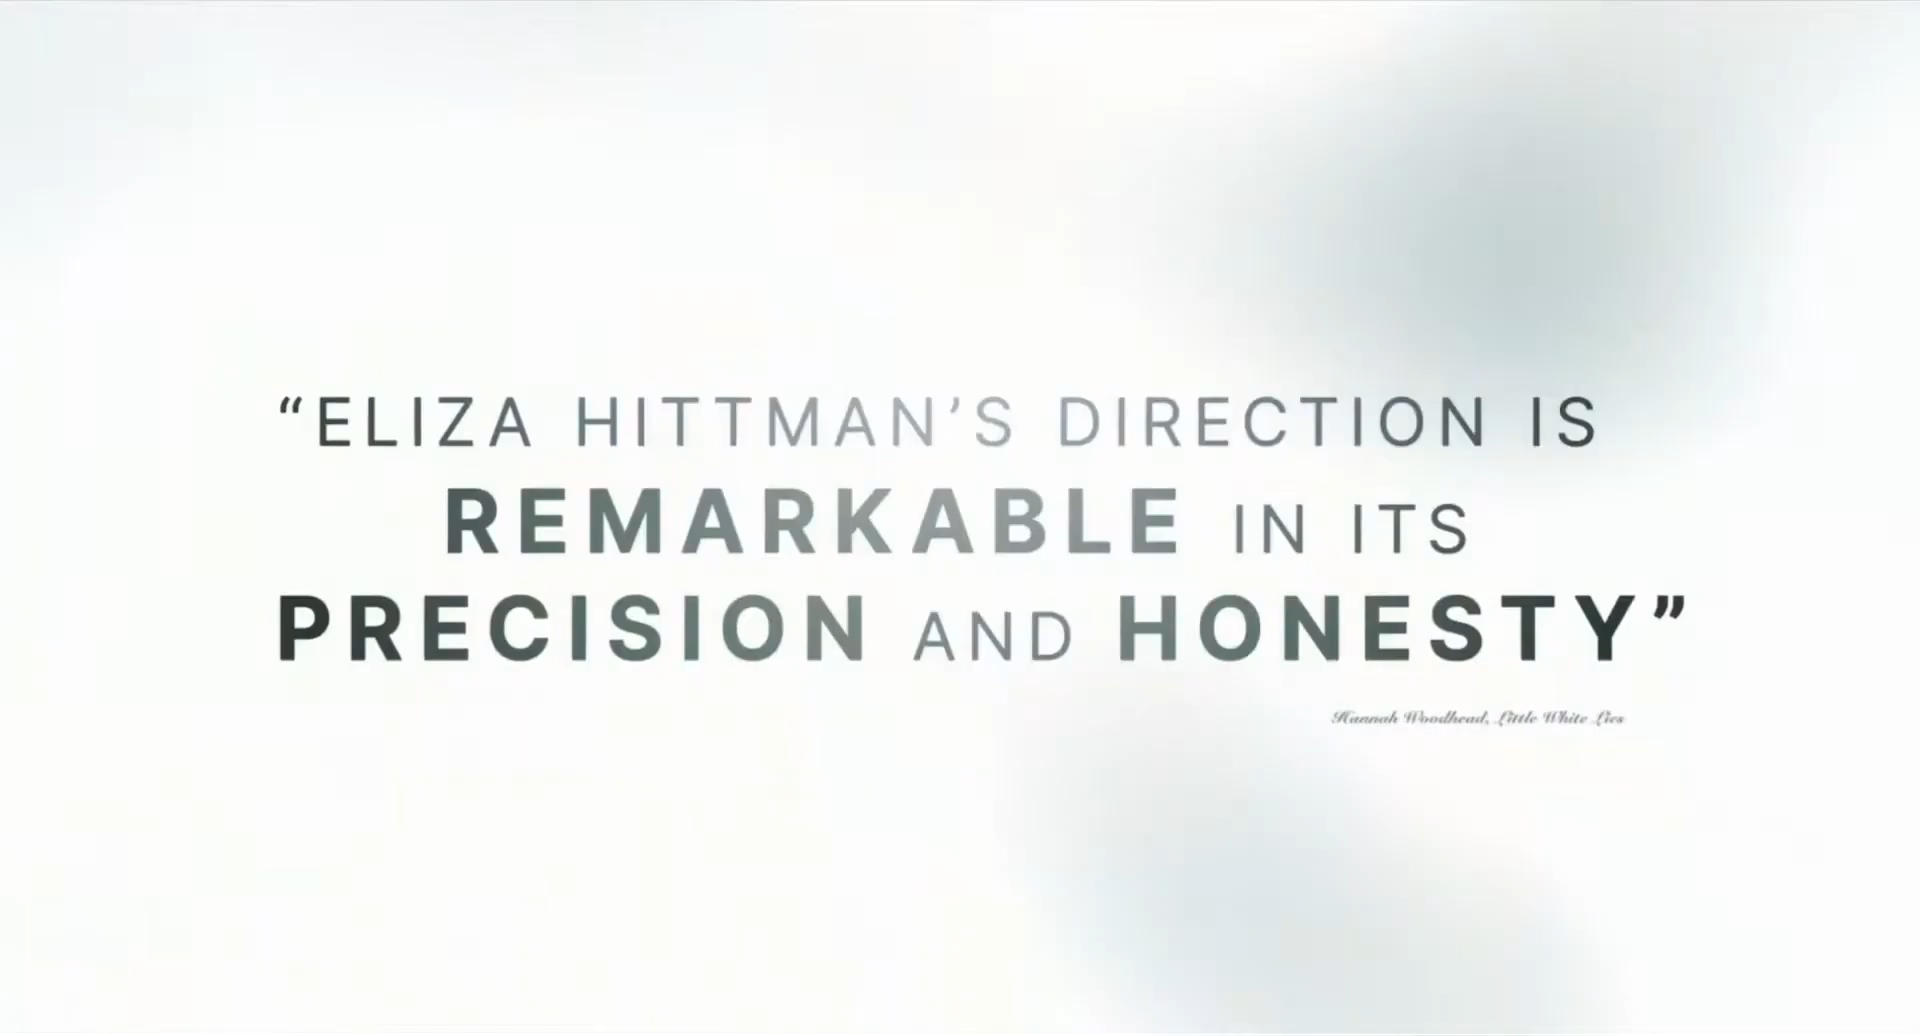 “ELIZA HITTMAN’S DIRECTION IS
REMARKABLE IN ITS
PRECISION AND HONESTY”
Hannah Woodhead, Little White Lies